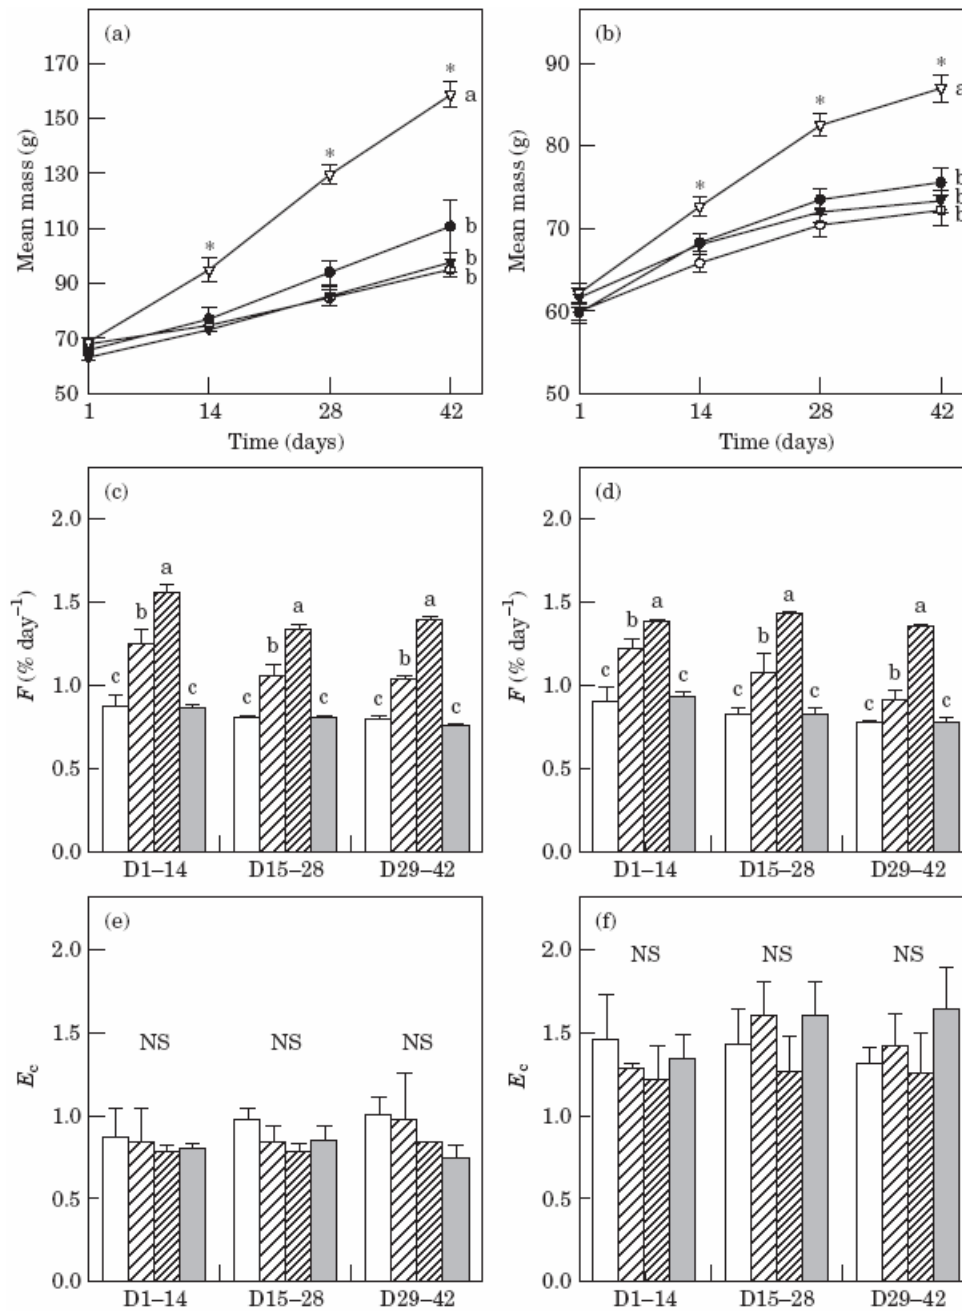 (a)
170
150
130
110
90
70
50
Mean mass (g)
*
*
*
a
b
b
b
1 14 28 42
Time (days)
(b)
90
80
70
60
50
Mean mass (g)
*
*
*
a
b
b
b
1 14 28 42
Time (days)
(c)
2.0
1.5
1.0
0.5
0.0
F (% day⁻¹)
c b a c
c b a c
c b a c
D1–14 D15–28 D29–42
(d)
2.0
1.5
1.0
0.5
0.0
F (% day⁻¹)
c b a c
c b a c
c b a c
D1–14 D15–28 D29–42
(e)
2.0
1.5
1.0
0.5
0.0
Ec
NS NS NS
D1–14 D15–28 D29–42
(f)
2.0
1.5
1.0
0.5
0.0
Ec
NS NS NS
D1–14 D15–28 D29–42